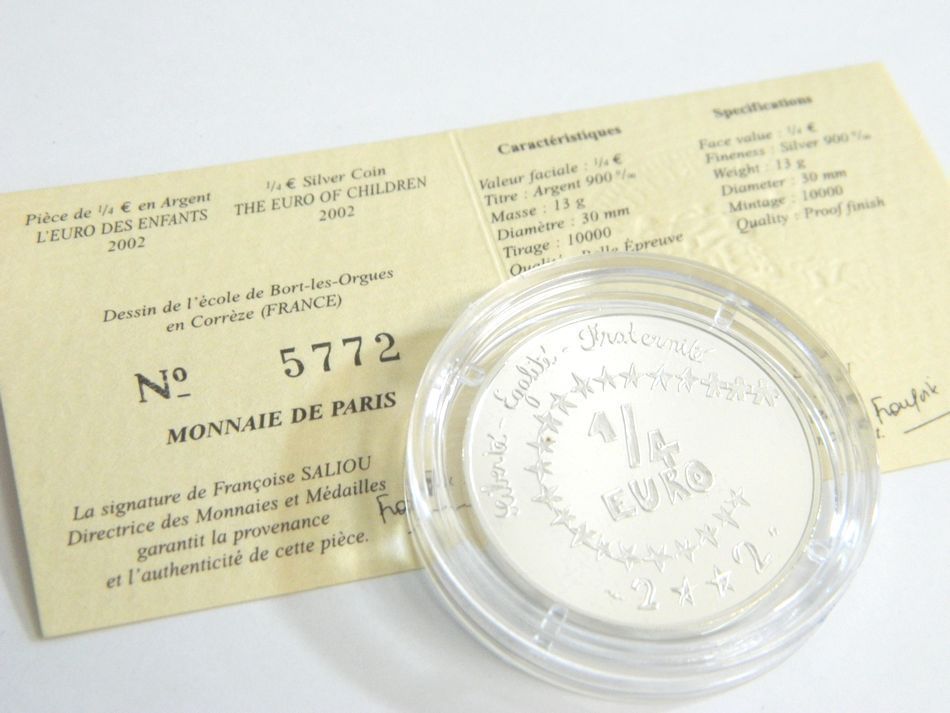 Pièce de ¼ € en Argent
L'EURO DES ENFANTS
2002
¼ € Silver Coin
THE EURO OF CHILDREN
2002
Dessin de l'école de Bort-les-Orgues
en Corrèze (FRANCE)
Nº 5772
MONNAIE DE PARIS
La signature de Françoise SALIOU
Directrice des Monnaies et Médailles
garantit la provenance
et l'authenticité de cette pièce.
Caractéristiques
Valeur faciale : ¼ €
Titre : Argent 900 ‰
Masse : 13 g
Diamètre : 30 mm
Tirage : 10000
Qualité : Belle Épreuve
Specifications
Face value : ¼ €
Fineness : Silver 900 ‰
Weight : 13 g
Diameter : 30 mm
Mintage : 10000
Quality : Proof finish
Liberté - Égalité - Fraternité
1/4
EURO
- 2 ☆ ☆ 2 -